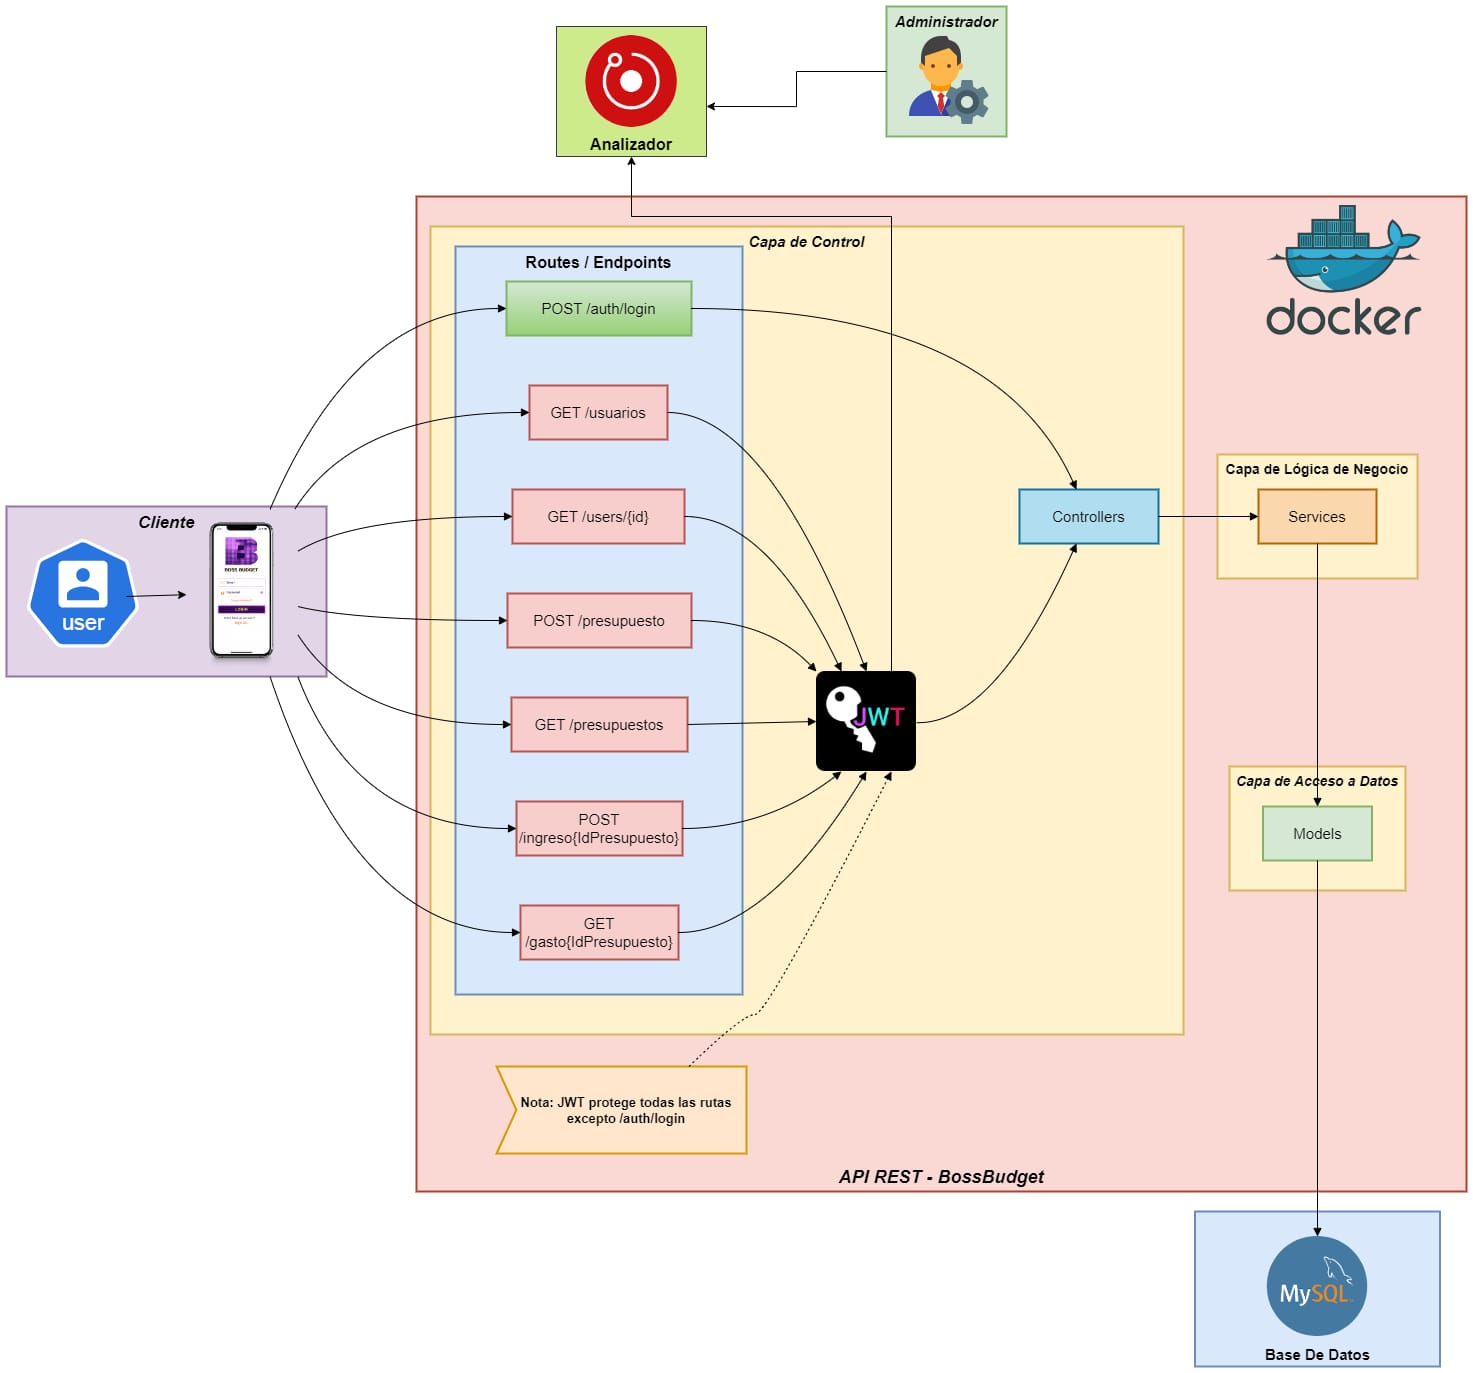 Administrador
Analizador
Capa de Control
docker
Routes / Endpoints
POST /auth/login
GET /usuarios
GET /users/{id}
POST /presupuesto
GET /presupuestos
POST
/ingreso{IdPresupuesto}
GET
/gasto{IdPresupuesto}
Cliente
user
BOSS BUDGET
LOGIN
JWT
Controllers
Capa de Lógica de Negocio
Services
Capa de Acceso a Datos
Models
Nota: JWT protege todas las rutas
excepto /auth/login
API REST - BossBudget
MySQL
Base De Datos